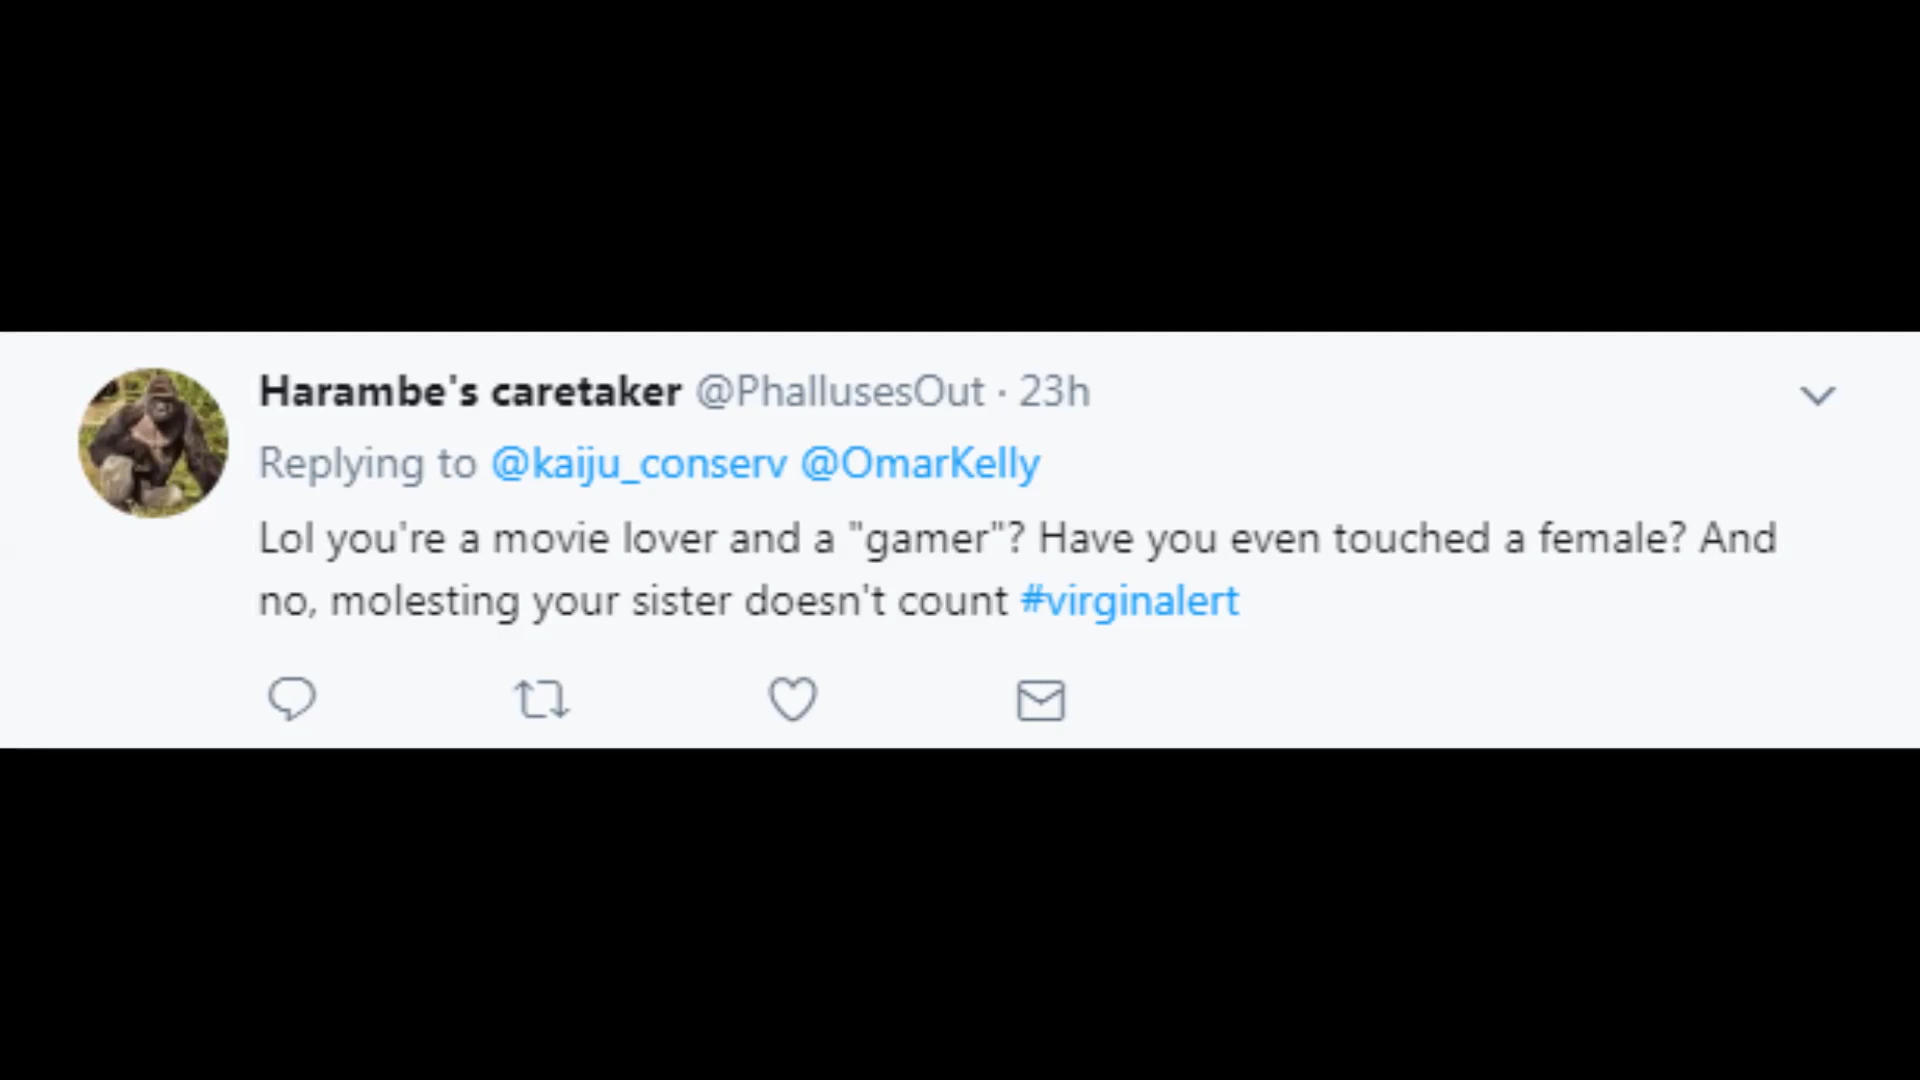 Harambe's caretaker @PhallusesOut · 23h
Replying to @kaiju_conserv @OmarKelly
Lol you're a movie lover and a "gamer"? Have you even touched a female? And
no, molesting your sister doesn't count #virginalert